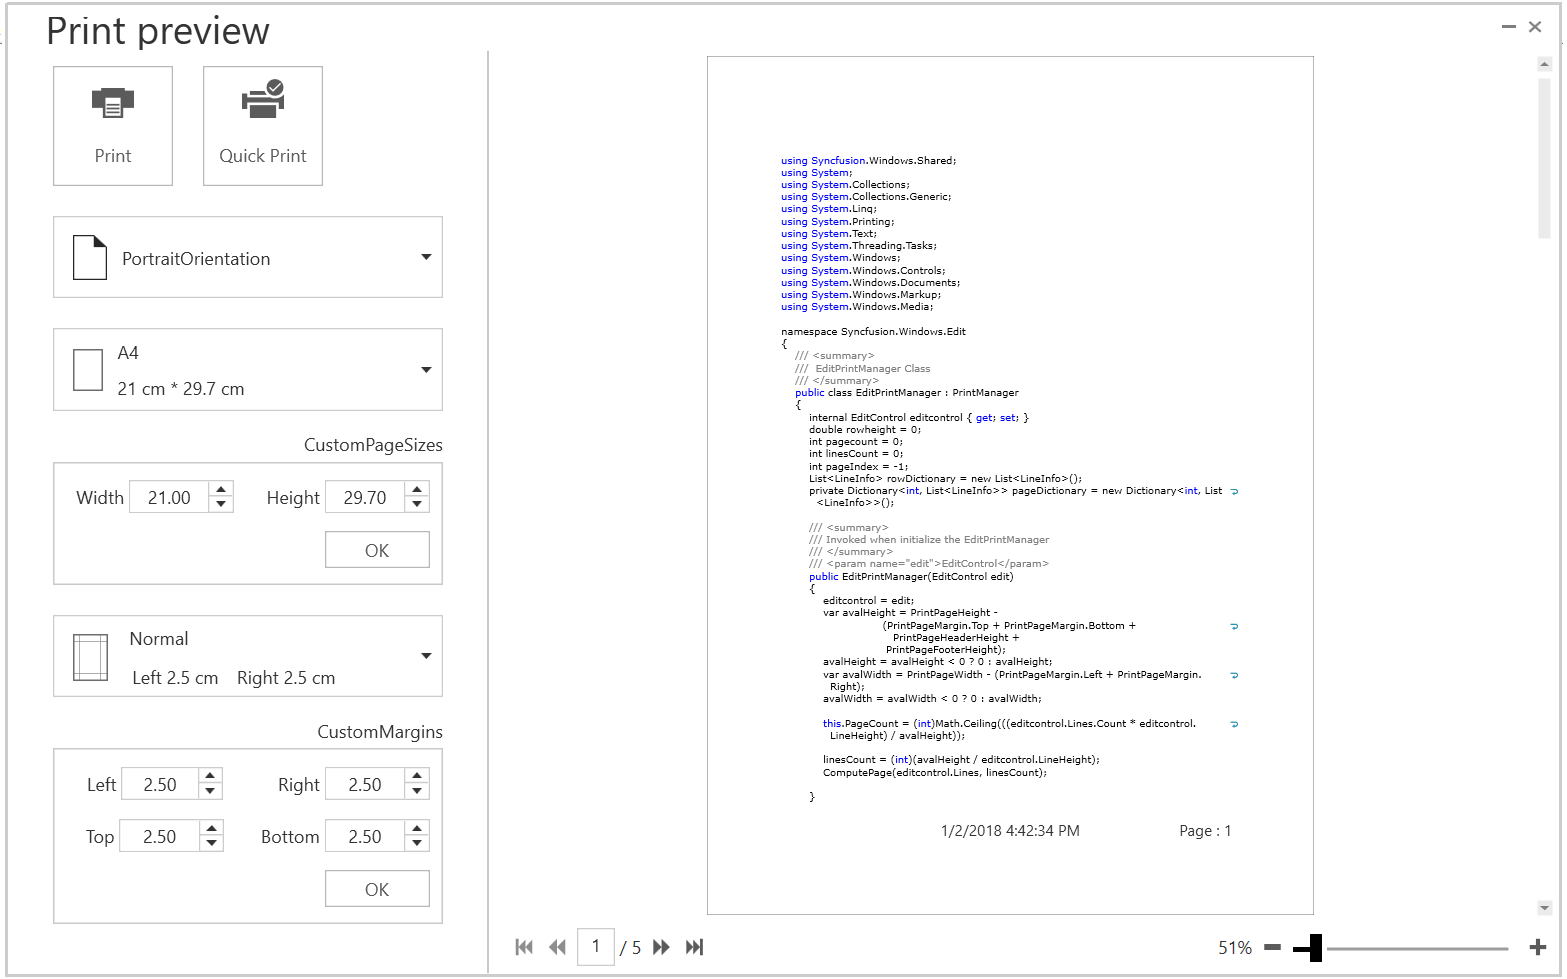 Print preview
Print
Quick Print
PortraitOrientation
A4
21 cm * 29.7 cm
CustomPageSizes
Width 21.00 Height 29.70
OK
Normal
Left 2.5 cm Right 2.5 cm
CustomMargins
Left 2.50 Right 2.50
Top 2.50 Bottom 2.50
OK
using Syncfusion.Windows.Shared;
using System;
using System.Collections;
using System.Collections.Generic;
using System.Linq;
using System.Printing;
using System.Text;
using System.Threading.Tasks;
using System.Windows;
using System.Windows.Controls;
using System.Windows.Documents;
using System.Windows.Markup;
using System.Windows.Media;
namespace Syncfusion.Windows.Edit
{
/// <summary>
/// EditPrintManager Class
/// </summary>
public class EditPrintManager : PrintManager
{
internal EditControl editcontrol { get; set; }
double rowheight = 0;
int pagecount = 0;
int linesCount = 0;
int pageIndex = -1;
List<LineInfo> rowDictionary = new List<LineInfo>();
private Dictionary<int, List<LineInfo>> pageDictionary = new Dictionary<int, List
<LineInfo>>();
/// <summary>
/// Invoked when initialize the EditPrintManager
/// </summary>
/// <param name="edit">EditControl</param>
public EditPrintManager(EditControl edit)
{
editcontrol = edit;
var avalHeight = PrintPageHeight -
(PrintPageMargin.Top + PrintPageMargin.Bottom +
PrintPageHeaderHeight +
PrintPageFooterHeight);
avalHeight = avalHeight < 0 ? 0 : avalHeight;
var avalWidth = PrintPageWidth - (PrintPageMargin.Left + PrintPageMargin.
Right);
avalWidth = avalWidth < 0 ? 0 : avalWidth;
this.PageCount = (int)Math.Ceiling(((editcontrol.Lines.Count * editcontrol.
LineHeight) / avalHeight));
linesCount = (int)(avalHeight / editcontrol.LineHeight);
ComputePage(editcontrol.Lines, linesCount);
}
1/2/2018 4:42:34 PM Page : 1
1 / 5
51%